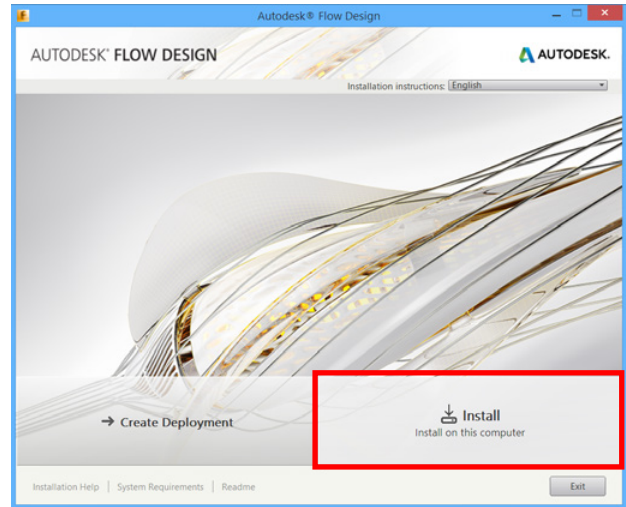 Autodesk® Flow Design
AUTODESK® FLOW DESIGN
AUTODESK.
Installation instructions: English
→ Create Deployment
Install
Install on this computer
Installation Help | System Requirements | Readme
Exit